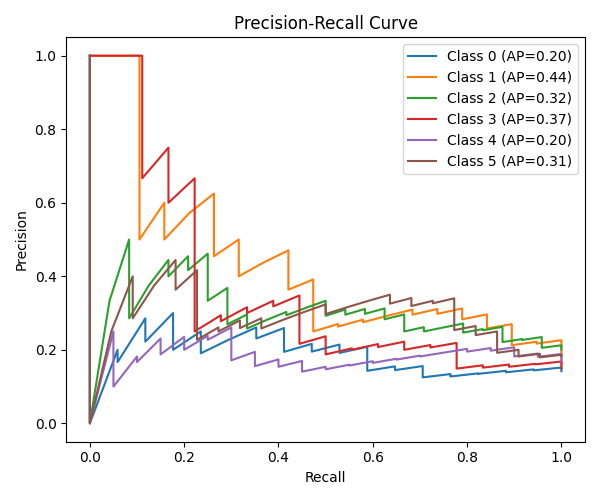 Precision-Recall Curve
Precision
1.0
0.8
0.6
0.4
0.2
0.0
Class 0 (AP=0.20)
Class 1 (AP=0.44)
Class 2 (AP=0.32)
Class 3 (AP=0.37)
Class 4 (AP=0.20)
Class 5 (AP=0.31)
0.0 0.2 0.4 0.6 0.8 1.0
Recall